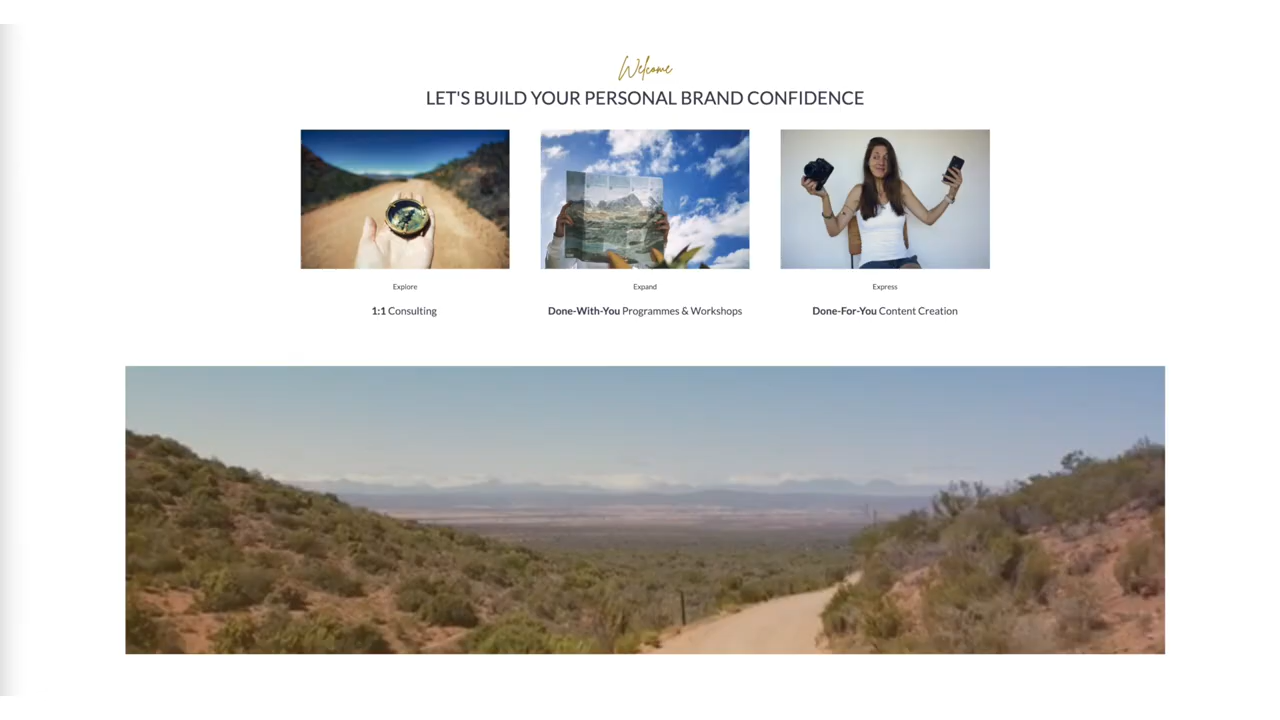 Welcome
LET'S BUILD YOUR PERSONAL BRAND CONFIDENCE
Explore
Expand
Express
1:1 Consulting
Done-With-You Programmes & Workshops
Done-For-You Content Creation